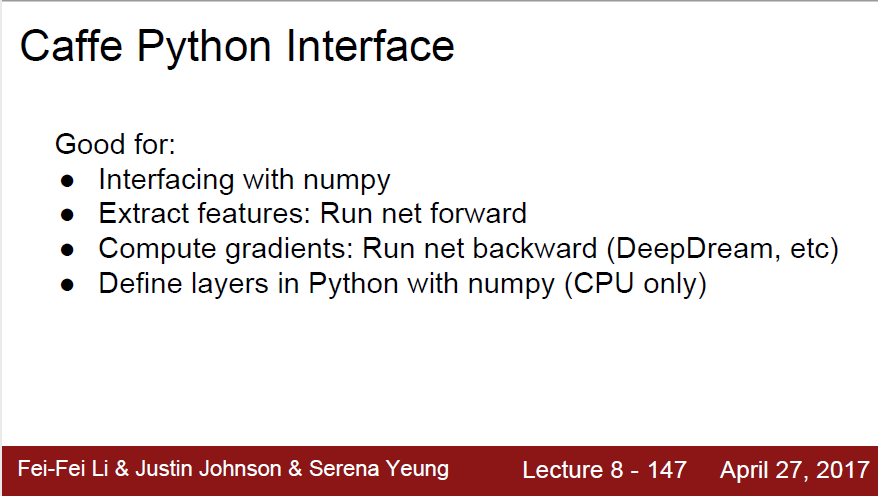 Caffe Python Interface
Good for:
● Interfacing with numpy
● Extract features: Run net forward
● Compute gradients: Run net backward (DeepDream, etc)
● Define layers in Python with numpy (CPU only)
Fei-Fei Li & Justin Johnson & Serena Yeung Lecture 8 - 147 April 27, 2017